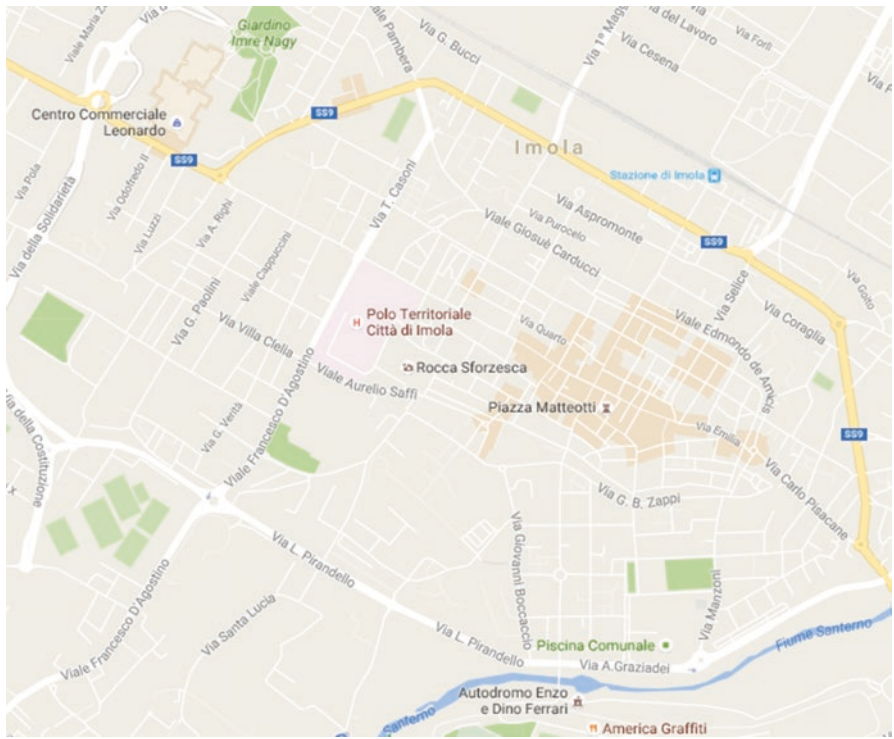 Viale Maria Z
Giardino
Imre Nagy
Via G. Bucci
Pambera
Via 1° Magg
Via del Lavoro
Via Forlì
Via Cesena
Centro Commerciale
Leonardo
SS9
SS9
Imola
Stazione di Imola
Via Pola
Via della Solidarietà
Via Odofredo II
Via Luzzi
Via A. Righi
Via T. Casoni
Via Aspromonte
Via Purocelo
Viale Giosuè Carducci
SS9
Via Selice
Via Goito
Via Coraglia
Viale Cappuccini
Via G. Paolini
Via Villa Clelia
Polo Territoriale
Città di Imola
Via Quarto
Viale Edmondo de Amicis
Rocca Sforzesca
Viale Aurelio Saffi
Piazza Matteotti
Via Emilia
SS9
Via della Costituzione
Via G. Verità
Viale Francesco D'Agostino
Via Carlo Pisacane
Via G. B. Zappi
Via L. Pirandello
Via Giovanni Boccaccio
Via Manzoni
Viale Francesco D'Agostino
Via Santa Lucia
Via L. Pirandello
Piscina Comunale
Fiume Santerno
Via A.Graziadei
Autodromo Enzo
e Dino Ferrari
Santerno
America Graffiti